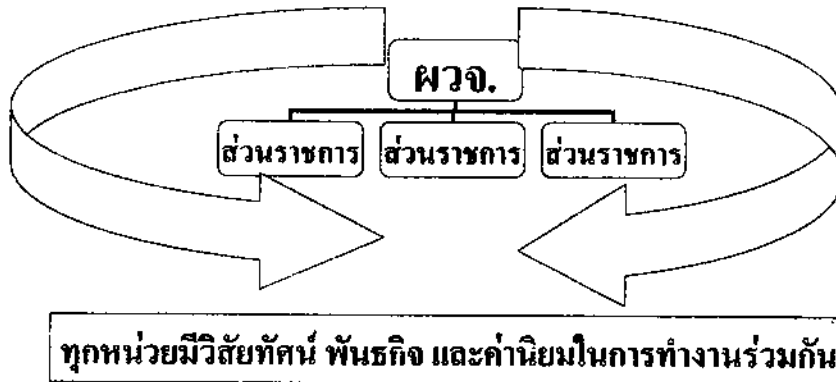 ผวจ.
ส่วนราชการ ส่วนราชการ ส่วนราชการ
ทุกหน่วยมีวิสัยทัศน์ พันธกิจ และค่านิยมในการทำงานร่วมกัน